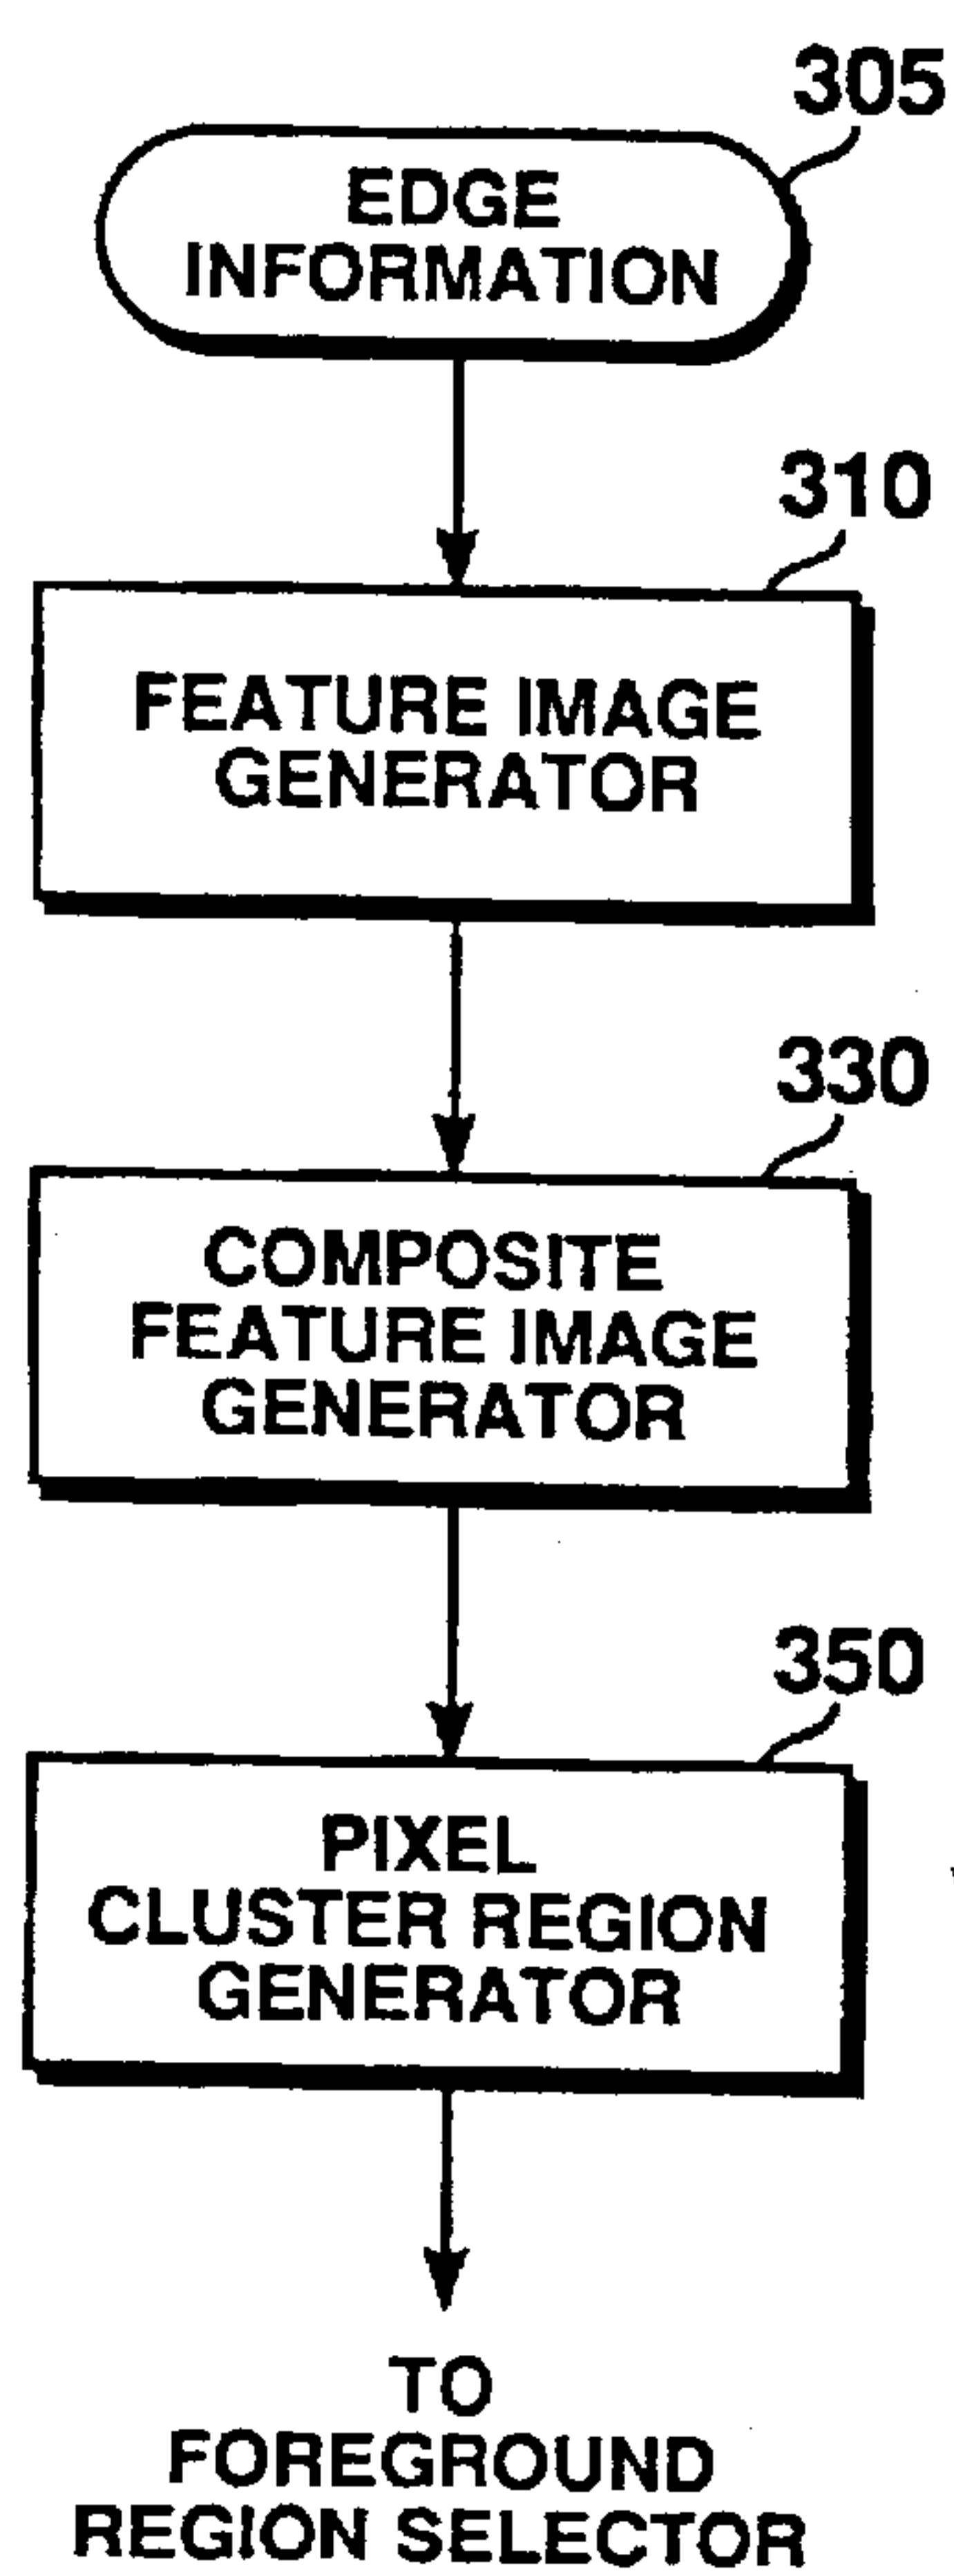 305
EDGE
INFORMATION
310
FEATURE IMAGE
GENERATOR
330
COMPOSITE
FEATURE IMAGE
GENERATOR
350
PIXEL
CLUSTER REGION
GENERATOR
TO
FOREGROUND
REGION SELECTOR